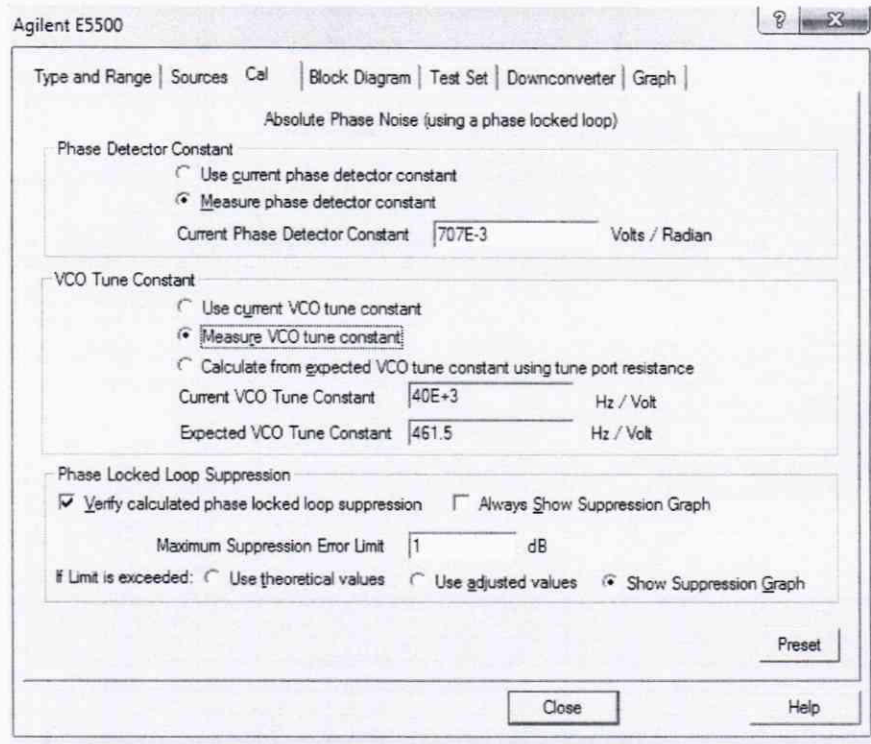 Agilent E5500
Type and Range Sources Cal Block Diagram Test Set Downconverter Graph
Absolute Phase Noise (using a phase locked loop)
Phase Detector Constant
Use current phase detector constant
Measure phase detector constant
Current Phase Detector Constant 707E-3 Volts / Radian
VCO Tune Constant
Use current VCO tune constant
Measure VCO tune constant
Calculate from expected VCO tune constant using tune port resistance
Current VCO Tune Constant 40E+3 Hz / Volt
Expected VCO Tune Constant 461.5 Hz / Volt
Phase Locked Loop Suppression
Verify calculated phase locked loop suppression Always Show Suppression Graph
Maximum Suppression Error Limit 1 dB
If Limit is exceeded: Use theoretical values Use adjusted values Show Suppression Graph
Preset
Close Help